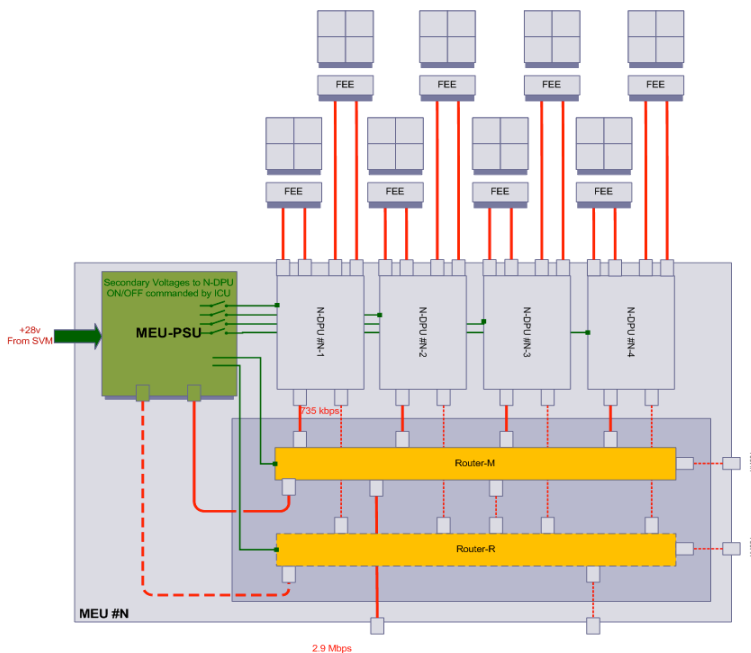 FEE
FEE
FEE
FEE
FEE
FEE
FEE
FEE
Secondary Voltages to N-DPU
ON/OFF commanded by ICU
MEU-PSU
+28v
From SVM
N-DPU #N-1
N-DPU #N-2
N-DPU #N-3
N-DPU #N-4
735 kbps
Router-M
Router-R
MEU #N
2.9 Mbps